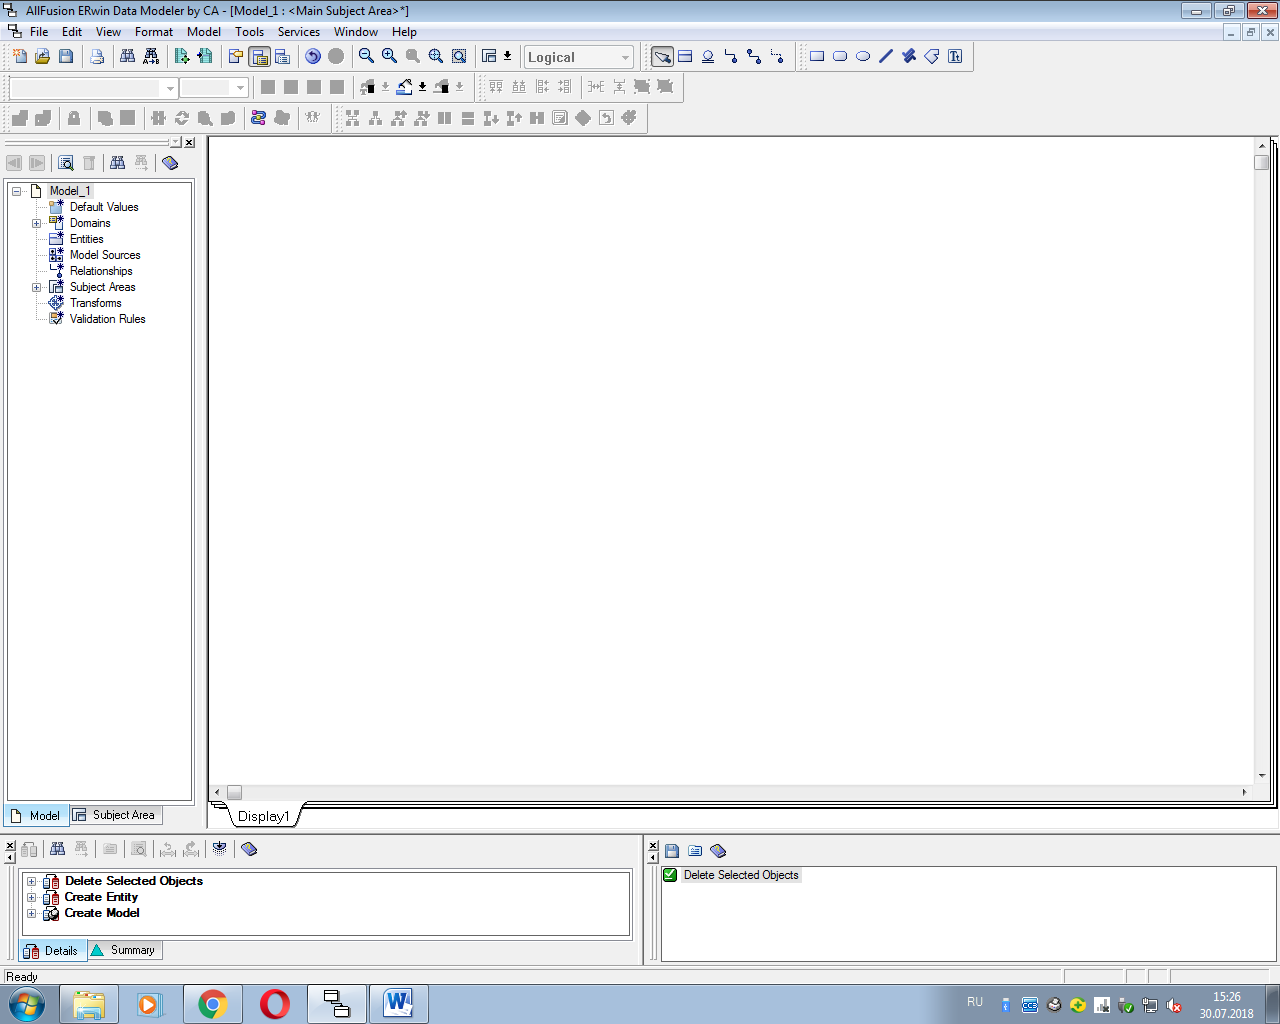 AllFusion ERwin Data Modeler by CA - [Model_1 : <Main Subject Area>*]
File Edit View Format Model Tools Services Window Help
Logical
Model_1
Default Values
Domains
Entities
Model Sources
Relationships
Subject Areas
Transforms
Validation Rules
Model Subject Area
Display1
Delete Selected Objects
Create Entity
Create Model
Details Summary
Delete Selected Objects
Ready
RU
15:26
30.07.2018